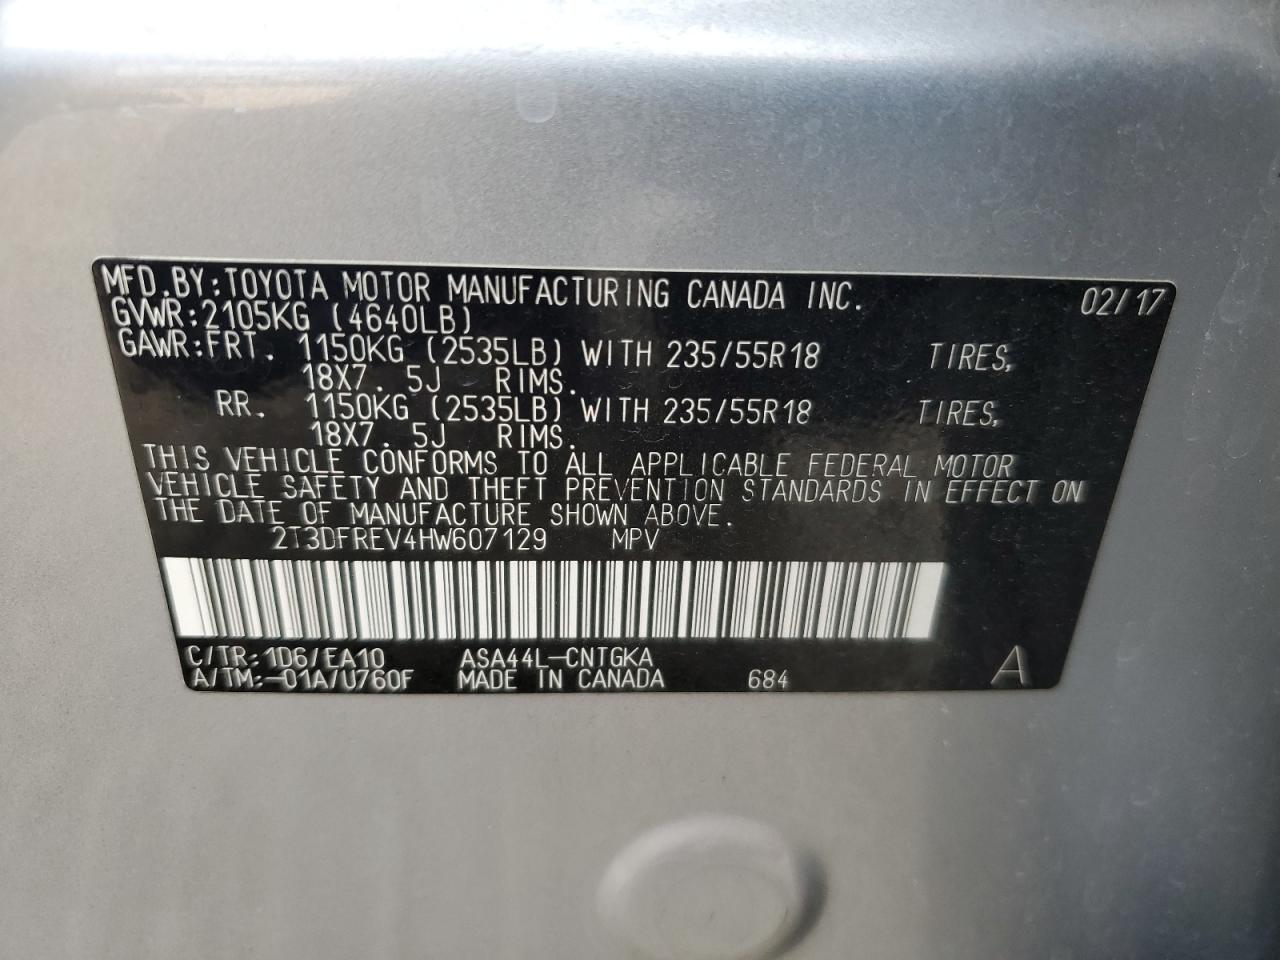 MFD.BY:TOYOTA MOTOR MANUFACTURING CANADA INC. 02/17
GVWR:2105KG (4640LB)
GAWR:FRT. 1150KG (2535LB) WITH 235/55R18 TIRES,
18X7.5J RIMS.
RR. 1150KG (2535LB) WITH 235/55R18 TIRES,
18X7.5J RIMS.
THIS VEHICLE CONFORMS TO ALL APPLICABLE FEDERAL MOTOR
VEHICLE SAFETY AND THEFT PREVENTION STANDARDS IN EFFECT ON
THE DATE OF MANUFACTURE SHOWN ABOVE.
2T3DFREV4HW607129 MPV
C/TR:1D6/EA10 ASA44L-CNTGKA
A/TM:-01A/U760F MADE IN CANADA 684 A